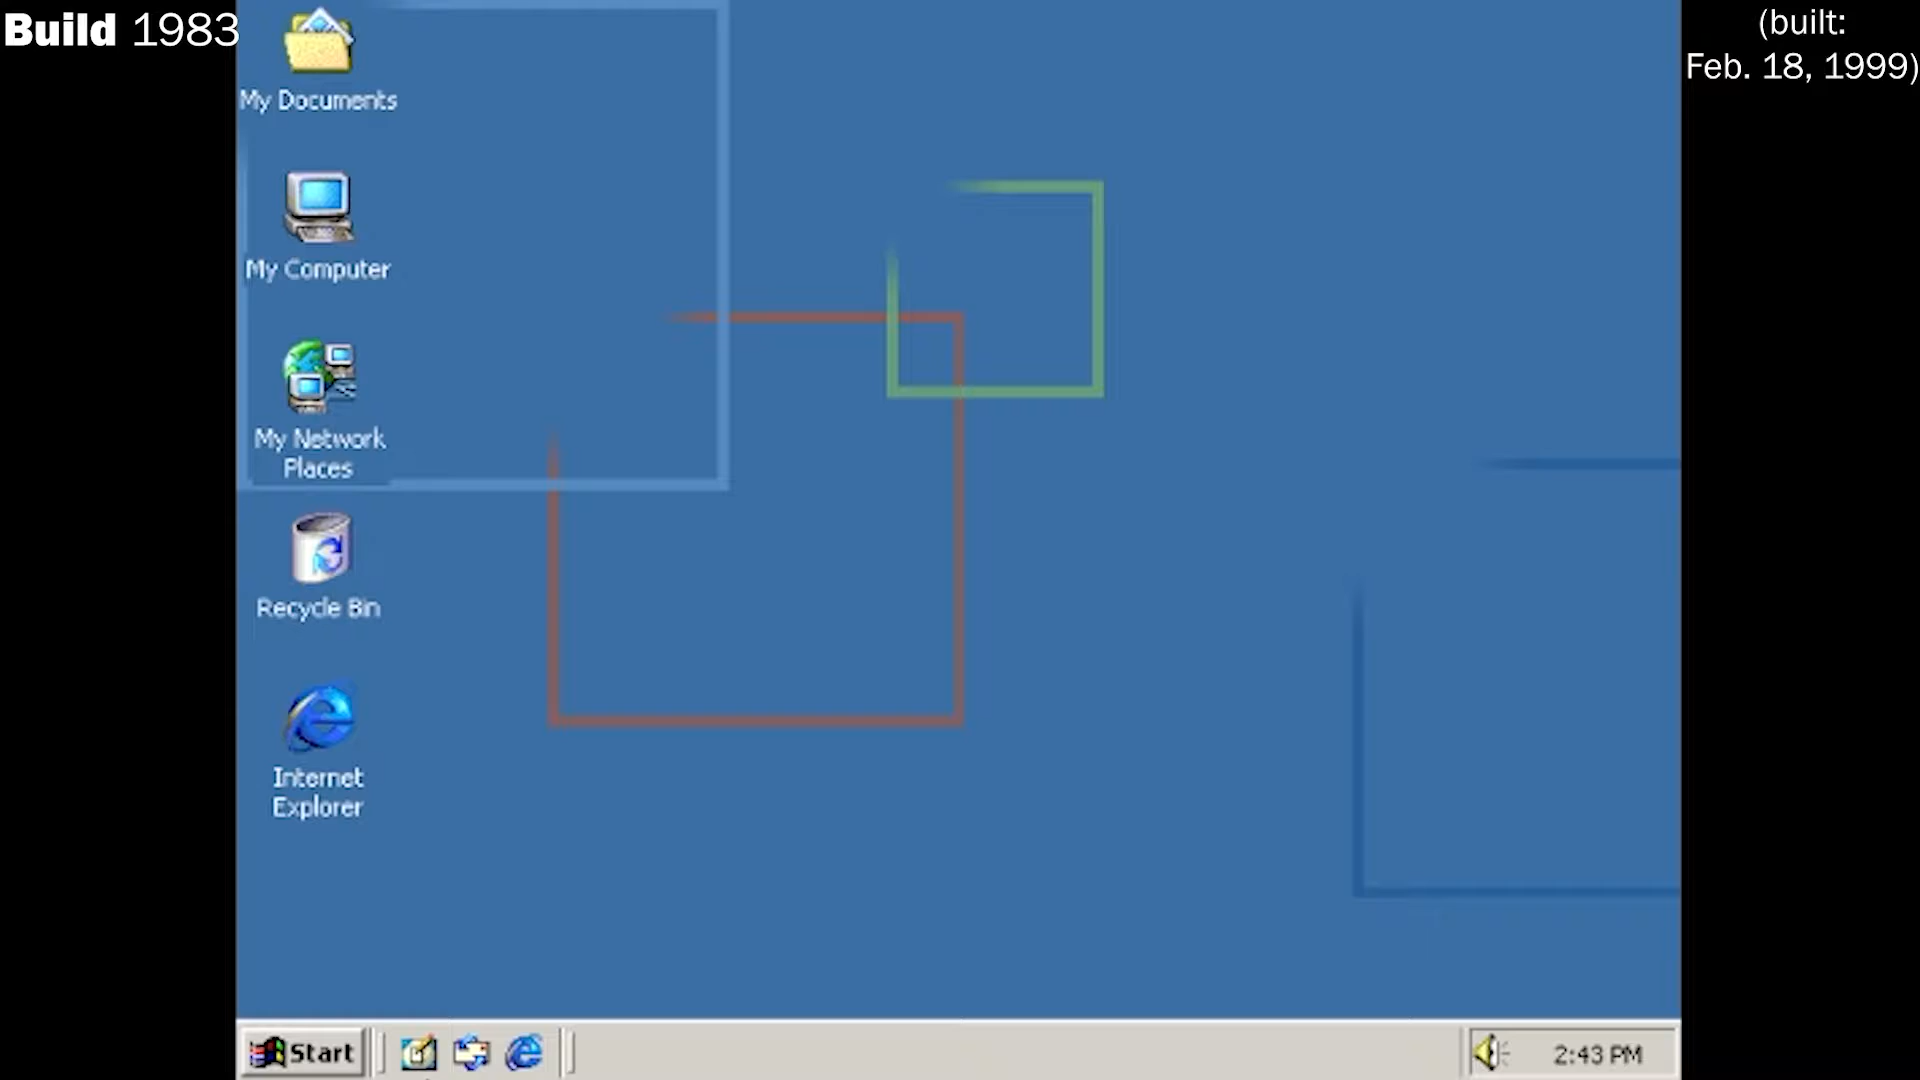 Build 1983
(built:
Feb. 18, 1999)
My Documents
My Computer
My Network
Places
Recycle Bin
Internet
Explorer
Start
2:43 PM